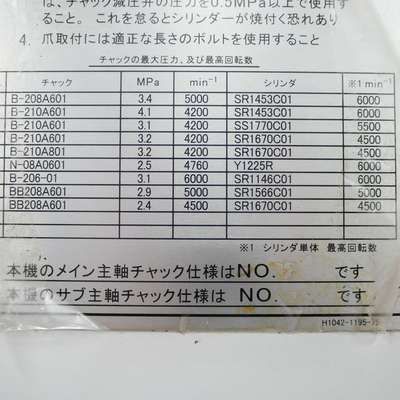 は、チャック減圧弁の圧力を0.5MPa以上で使用す
ること。これを怠るとシリンダーが焼付く恐れあり
4. 爪取付には適正な長さのボルトを使用すること
チャックの最大圧力、及び最高回転数
チャック MPa min⁻¹ シリンダ ※1 min⁻¹
B-208A601 3.4 5000 SR1453C01 6000
B-210A601 4.1 4200 SR1453C01 6000
B-210A601 3.1 4200 SS1770C01 5500
B-210A601 3.2 4200 SR1670C01 4500
B-210A801 3.2 4200 SR1670C01 4500
N-08A0601 2.5 4760 Y1225R 6000
B-206-01 3.1 6000 SR1146C01 6000
BB208A601 2.9 5000 SR1566C01 5000
BB208A601 2.4 4500 SR1670C01 4500
※1 シリンダ単体 最高回転数
本機のメイン主軸チャック仕様はNO. です
本機のサブ主軸チャック仕様は NO. です
H1042-1195-